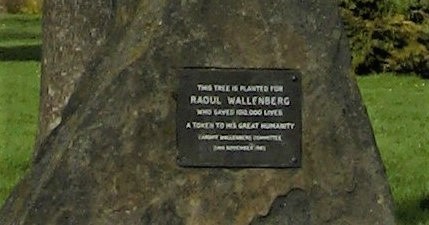 THIS TREE IS PLANTED FOR
RAOUL WALLENBERG
WHO SAVED 100,000 LIVES
A TOKEN TO HIS GREAT HUMANITY
CARDIFF WALLENBERG COMMITTEE
NOVEMBER